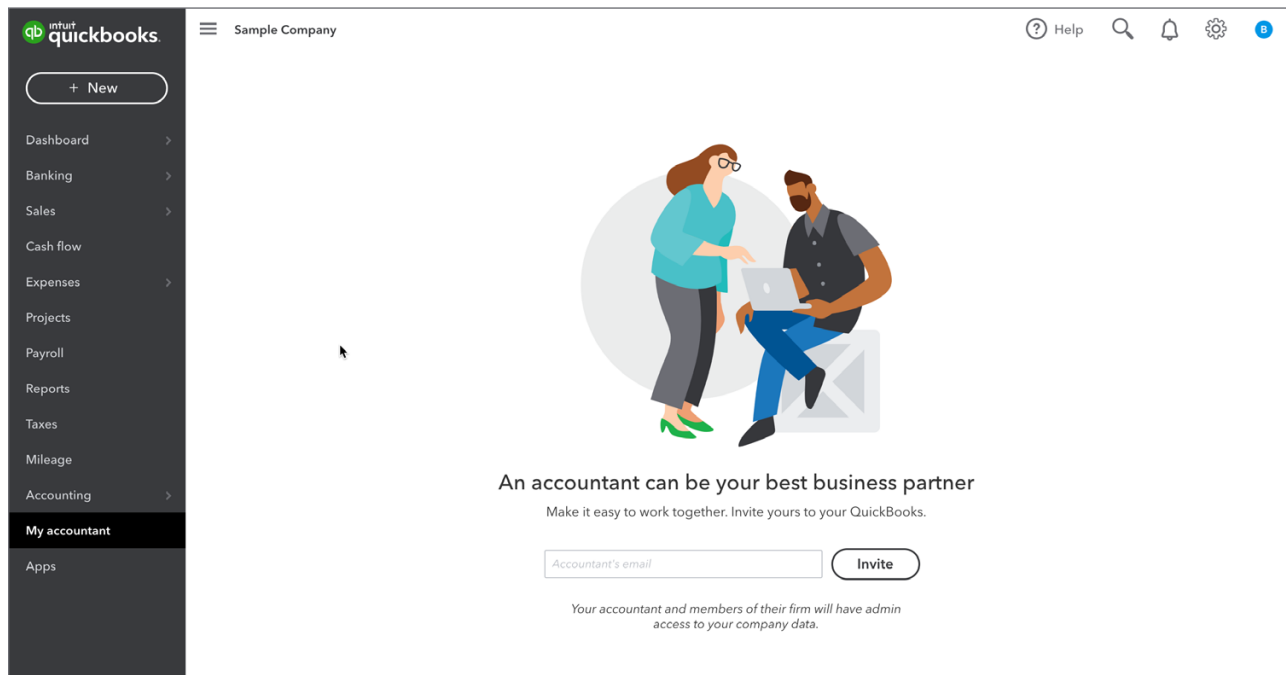 intuit
quickbooks.
Sample Company
Help
B
+ New
Dashboard
Banking
Sales
Cash flow
Expenses
Projects
Payroll
Reports
Taxes
Mileage
Accounting
My accountant
Apps
An accountant can be your best business partner
Make it easy to work together. Invite yours to your QuickBooks.
Accountant's email
Invite
Your accountant and members of their firm will have admin
access to your company data.